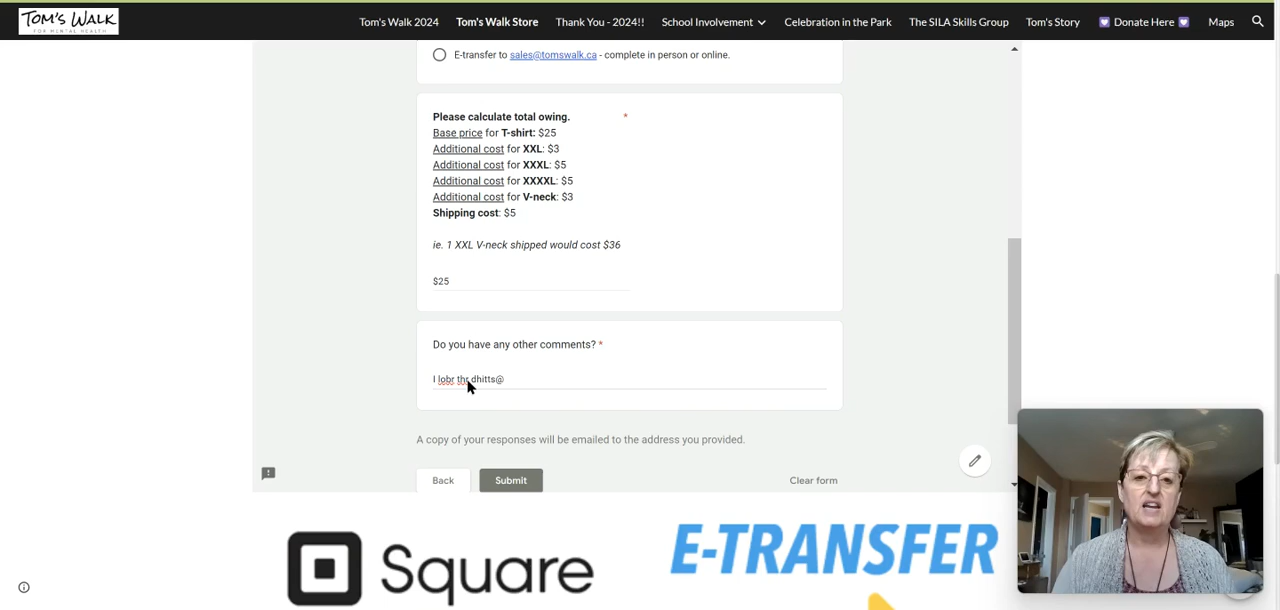 TOM'S WALK
FOR MENTAL HEALTH
Tom's Walk 2024 Tom's Walk Store Thank You - 2024!! School Involvement Celebration in the Park The SILA Skills Group Tom's Story 💟 Donate Here 💟 Maps
E-transfer to sales@tomswalk.ca - complete in person or online.
Please calculate total owing. *
Base price for T-shirt: $25
Additional cost for XXL: $3
Additional cost for XXXL: $5
Additional cost for XXXXL: $5
Additional cost for V-neck: $3
Shipping cost: $5
ie. 1 XXL V-neck shipped would cost $36
$25
Do you have any other comments? *
I lobr thr dhitts@
A copy of your responses will be emailed to the address you provided.
Back Submit Clear form
Square
E-TRANSFER